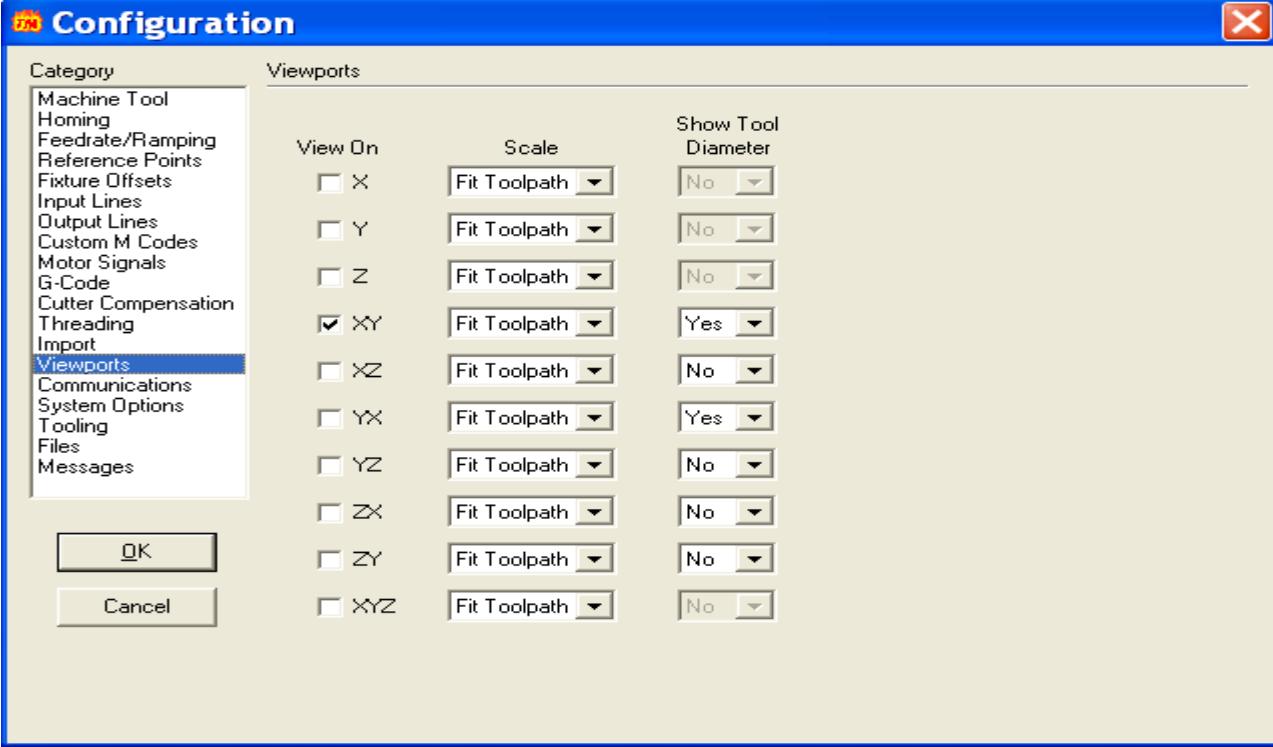 Configuration
Category
Machine Tool
Homing
Feedrate/Ramping
Reference Points
Fixture Offsets
Input Lines
Output Lines
Custom M Codes
Motor Signals
G-Code
Cutter Compensation
Threading
Import
Viewports
Communications
System Options
Tooling
Files
Messages
OK
Cancel
Viewports
View On Scale Show Tool
Diameter
X Fit Toolpath No
Y Fit Toolpath No
Z Fit Toolpath No
XY Fit Toolpath Yes
XZ Fit Toolpath No
YX Fit Toolpath Yes
YZ Fit Toolpath No
ZX Fit Toolpath No
ZY Fit Toolpath No
XYZ Fit Toolpath No